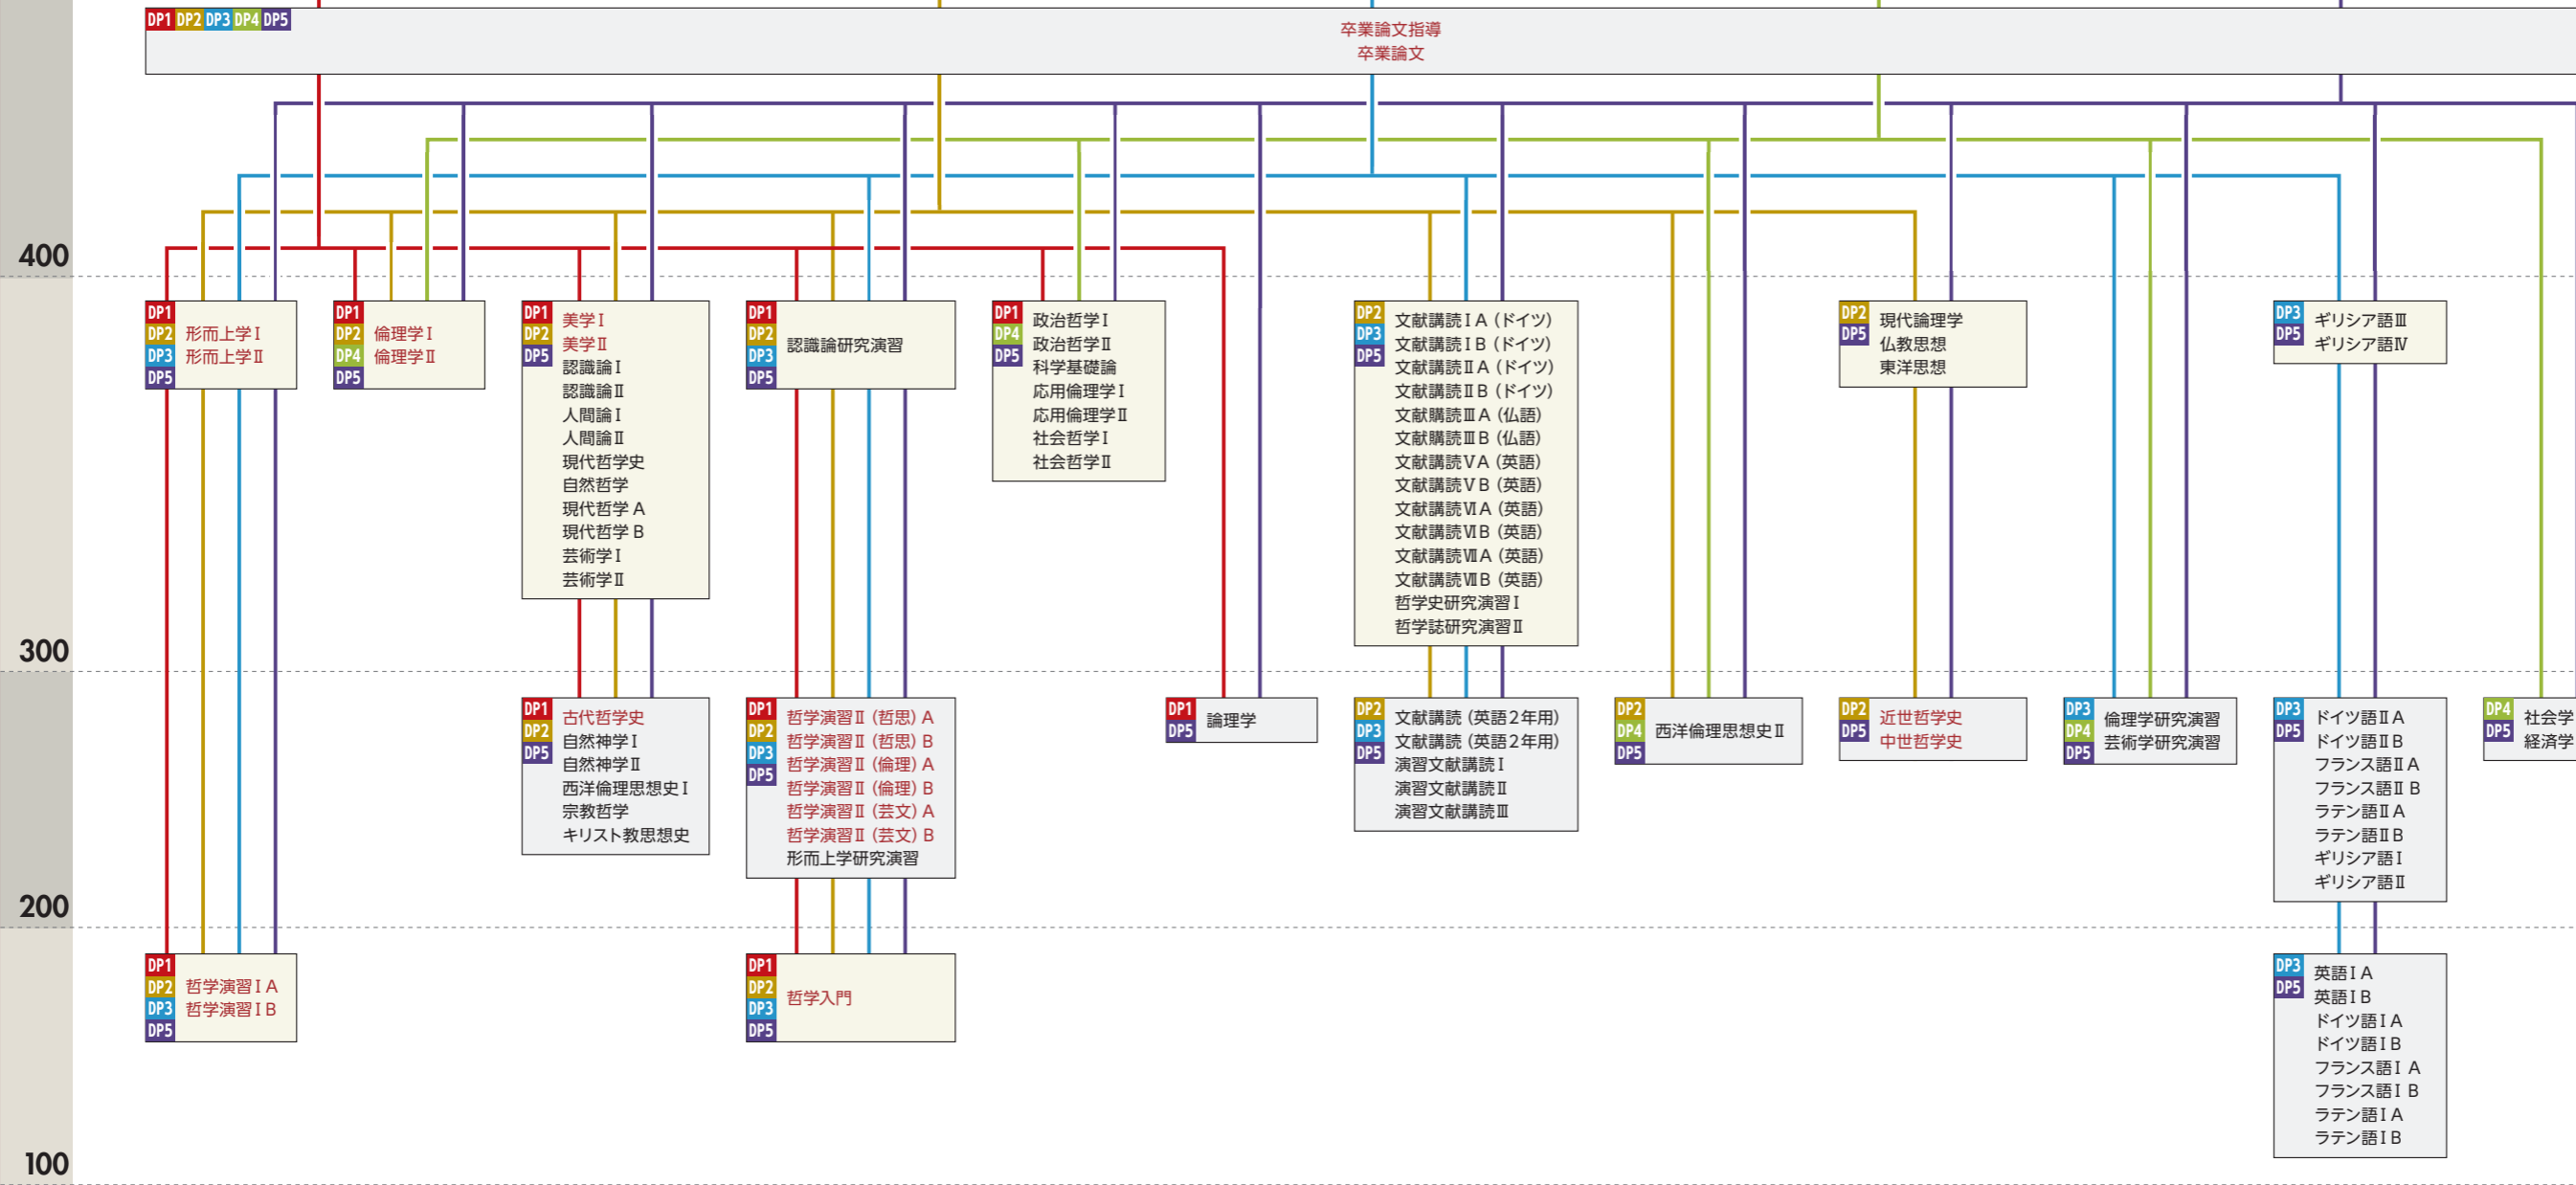 DP1 DP2 DP3 DP4 DP5
卒業論文指導
卒業論文
400
DP1
DP2
DP3
DP5
形而上学Ⅰ
形而上学Ⅱ
DP1
DP2
DP4
DP5
倫理学Ⅰ
倫理学Ⅱ
DP1
DP2
DP5
美学Ⅰ
美学Ⅱ
認識論Ⅰ
認識論Ⅱ
人間論Ⅰ
人間論Ⅱ
現代哲学史
自然哲学
現代哲学 A
現代哲学 B
芸術学Ⅰ
芸術学Ⅱ
DP1
DP2
DP3
DP5
認識論研究演習
DP1
DP4
DP5
政治哲学Ⅰ
政治哲学Ⅱ
科学基礎論
応用倫理学Ⅰ
応用倫理学Ⅱ
社会哲学Ⅰ
社会哲学Ⅱ
DP2
DP3
DP5
文献講読ⅠA（ドイツ）
文献講読ⅠB（ドイツ）
文献講読ⅡA（ドイツ）
文献講読ⅡB（ドイツ）
文献購読ⅢA（仏語）
文献購読ⅢB（仏語）
文献講読ⅤA（英語）
文献講読ⅤB（英語）
文献講読ⅥA（英語）
文献講読ⅥB（英語）
文献講読ⅦA（英語）
文献講読ⅦB（英語）
哲学史研究演習Ⅰ
哲学誌研究演習Ⅱ
DP2
DP5
現代論理学
仏教思想
東洋思想
DP3
DP5
ギリシア語Ⅲ
ギリシア語Ⅳ
300
DP1
DP2
DP5
古代哲学史
自然神学Ⅰ
自然神学Ⅱ
西洋倫理思想史Ⅰ
宗教哲学
キリスト教思想史
DP1
DP2
DP3
DP5
哲学演習Ⅱ（哲思）A
哲学演習Ⅱ（哲思）B
哲学演習Ⅱ（倫理）A
哲学演習Ⅱ（倫理）B
哲学演習Ⅱ（芸文）A
哲学演習Ⅱ（芸文）B
形而上学研究演習
DP1
DP5
論理学
DP2
DP3
DP5
文献講読（英語２年用）
文献講読（英語２年用）
演習文献講読Ⅰ
演習文献講読Ⅱ
演習文献講読Ⅲ
DP2
DP4
DP5
西洋倫理思想史Ⅱ
DP2
DP5
近世哲学史
中世哲学史
DP3
DP4
DP5
倫理学研究演習
芸術学研究演習
DP3
DP5
ドイツ語ⅡA
ドイツ語ⅡB
フランス語ⅡA
フランス語Ⅱ B
ラテン語ⅡA
ラテン語ⅡB
ギリシア語Ⅰ
ギリシア語Ⅱ
DP4
DP5
社会学
経済学
200
DP1
DP2
DP3
DP5
哲学演習Ⅰ A
哲学演習Ⅰ B
DP1
DP2
DP3
DP5
哲学入門
DP3
DP5
英語ⅠA
英語ⅠB
ドイツ語ⅠA
ドイツ語ⅠB
フランス語Ⅰ A
フランス語Ⅰ B
ラテン語ⅠA
ラテン語ⅠB
100